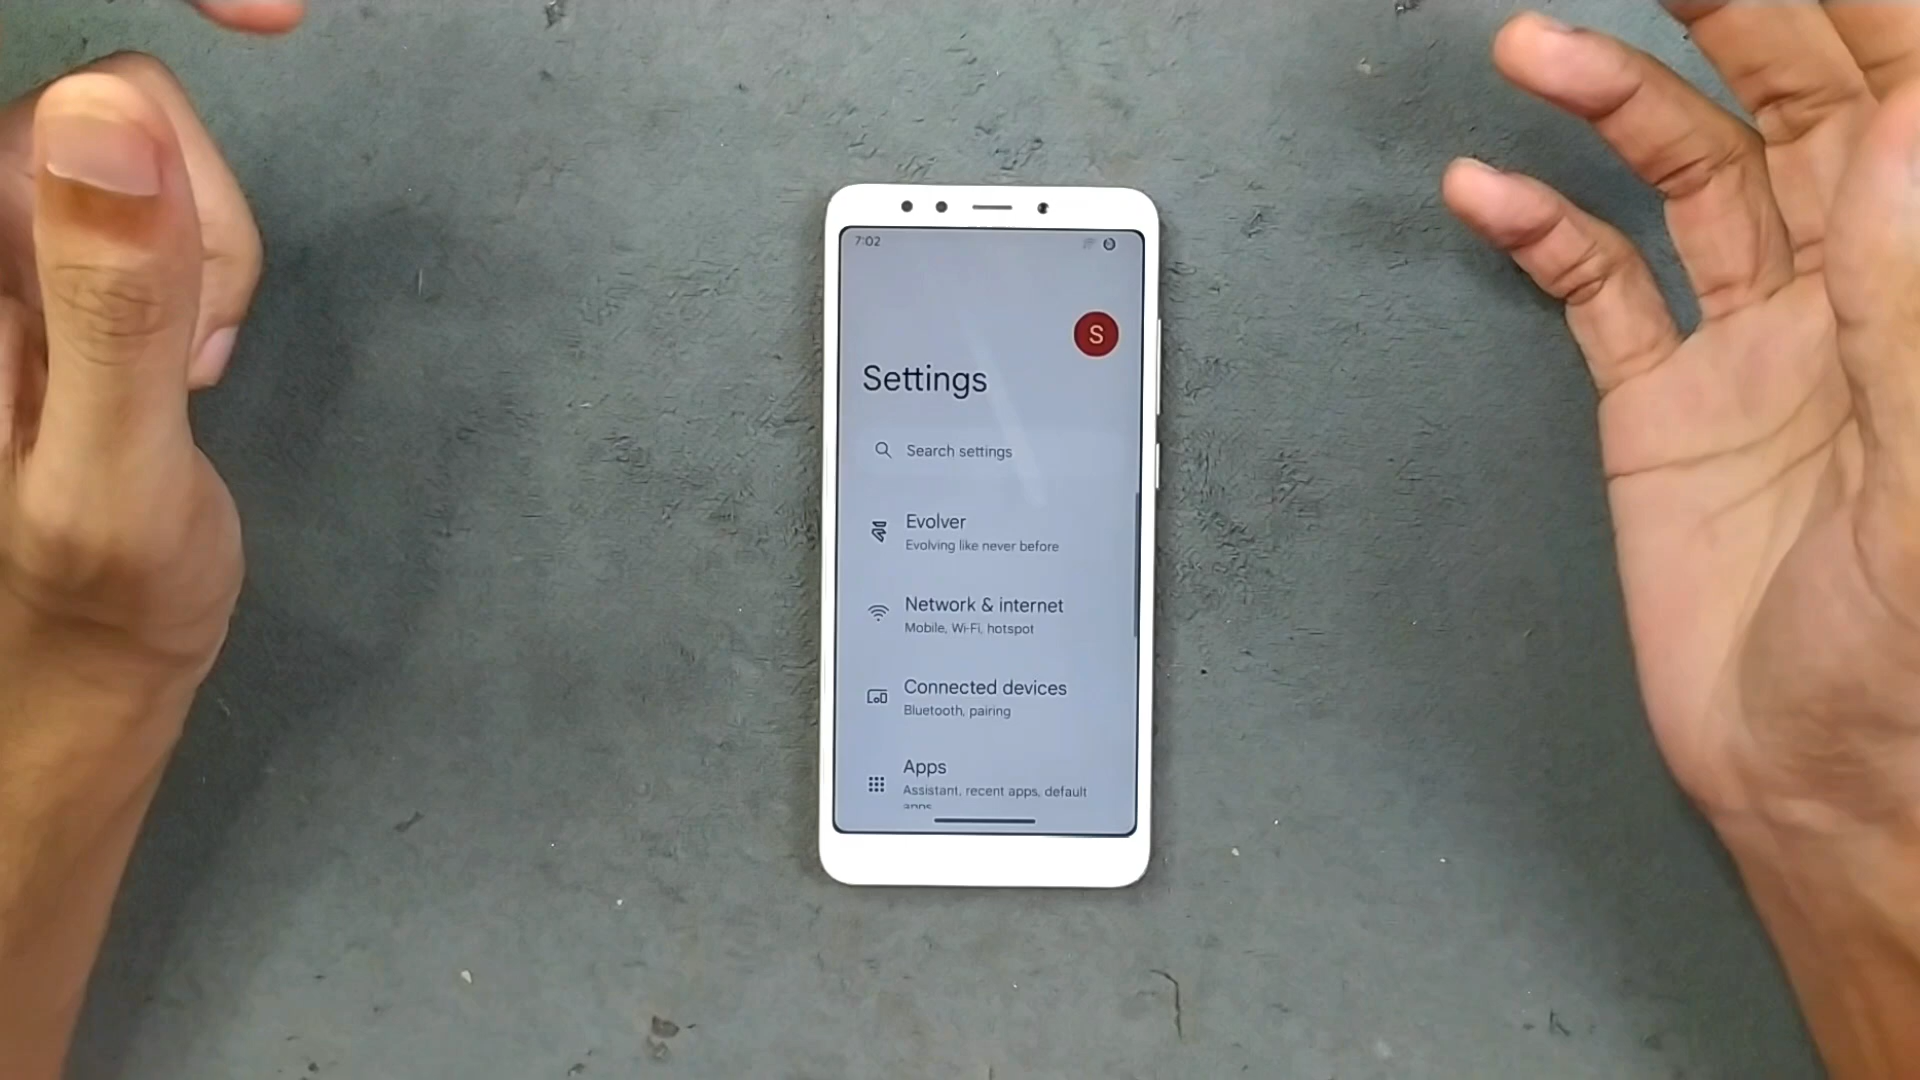 7:02
S
Settings
Search settings
Evolver
Evolving like never before
Network & internet
Mobile, Wi-Fi, hotspot
Connected devices
Bluetooth, pairing
Apps
Assistant, recent apps, default
apps